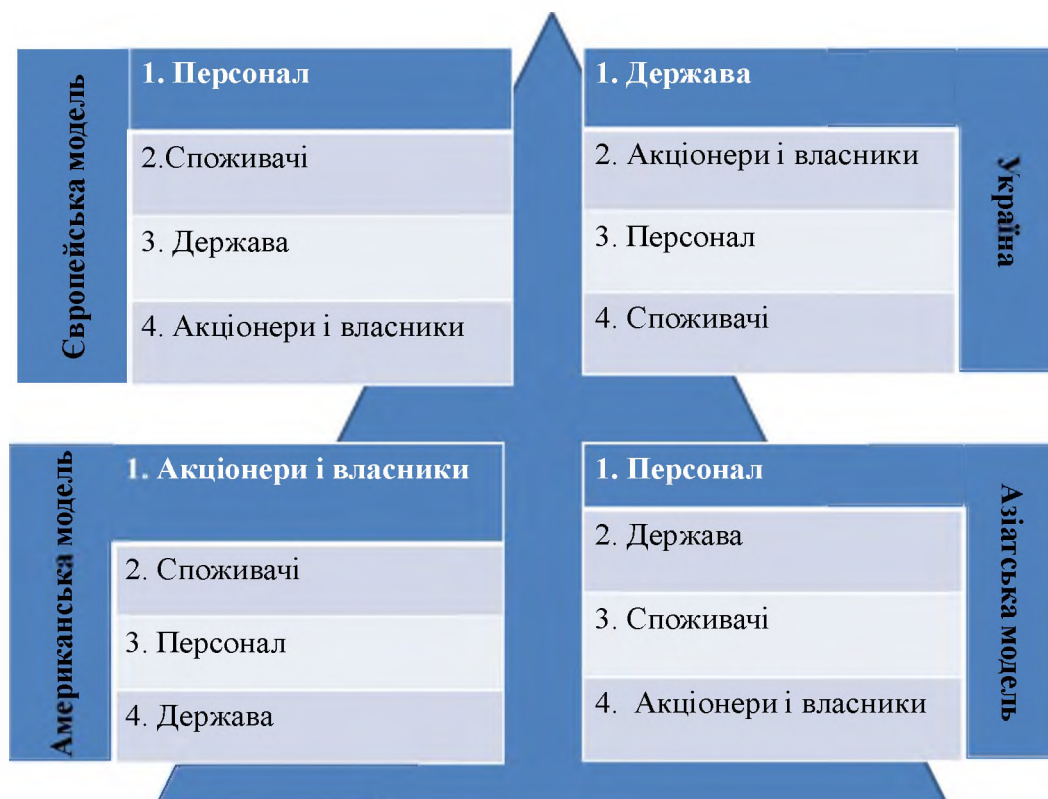 Європейська модель
1. Персонал
2.Споживачі
3. Держава
4. Акціонери і власники
1. Держава
2. Акціонери і власники
3. Персонал
4. Споживачі
Україна
Американська модель
1. Акціонери і власники
2. Споживачі
3. Персонал
4. Держава
1. Персонал
2. Держава
3. Споживачі
4. Акціонери і власники
Азіатська модель